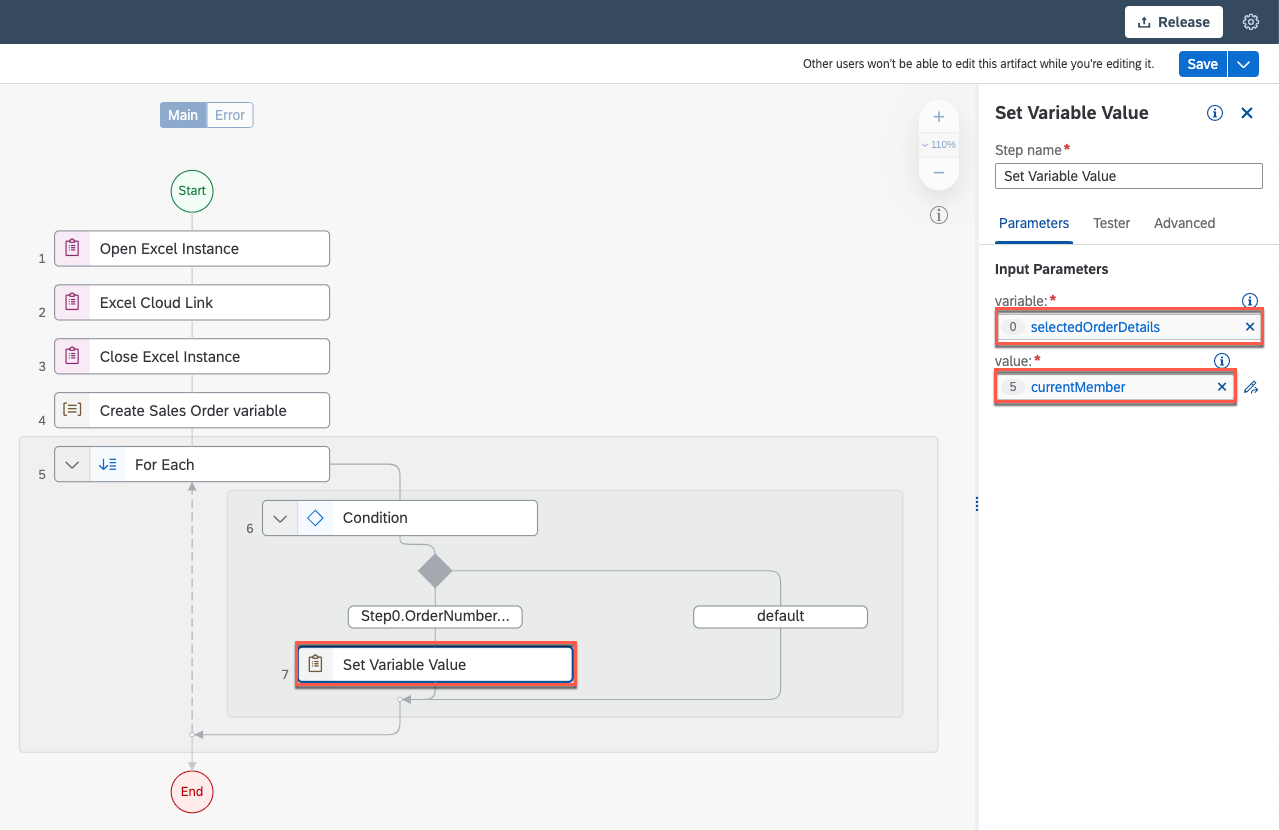 Release
Other users won't be able to edit this artifact while you're editing it.
Save
Main
Error
110%
Start
1
Open Excel Instance
2
Excel Cloud Link
3
Close Excel Instance
4
Create Sales Order variable
5
For Each
6
Condition
Step0.OrderNumber...
default
7
Set Variable Value
End
Set Variable Value
Step name*
Set Variable Value
Parameters
Tester
Advanced
Input Parameters
variable:*
0 selectedOrderDetails
value:*
5 currentMember